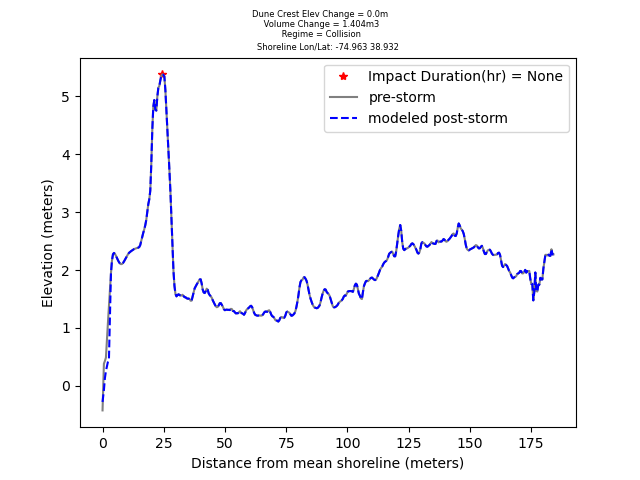 Dune Crest Elev Change = 0.0m
Volume Change = 1.404m3
Regime = Collision
Shoreline Lon/Lat: -74.963 38.932
Impact Duration(hr) = None
pre-storm
modeled post-storm
Elevation (meters)
5
4
3
2
1
0
0 25 50 75 100 125 150 175
Distance from mean shoreline (meters)